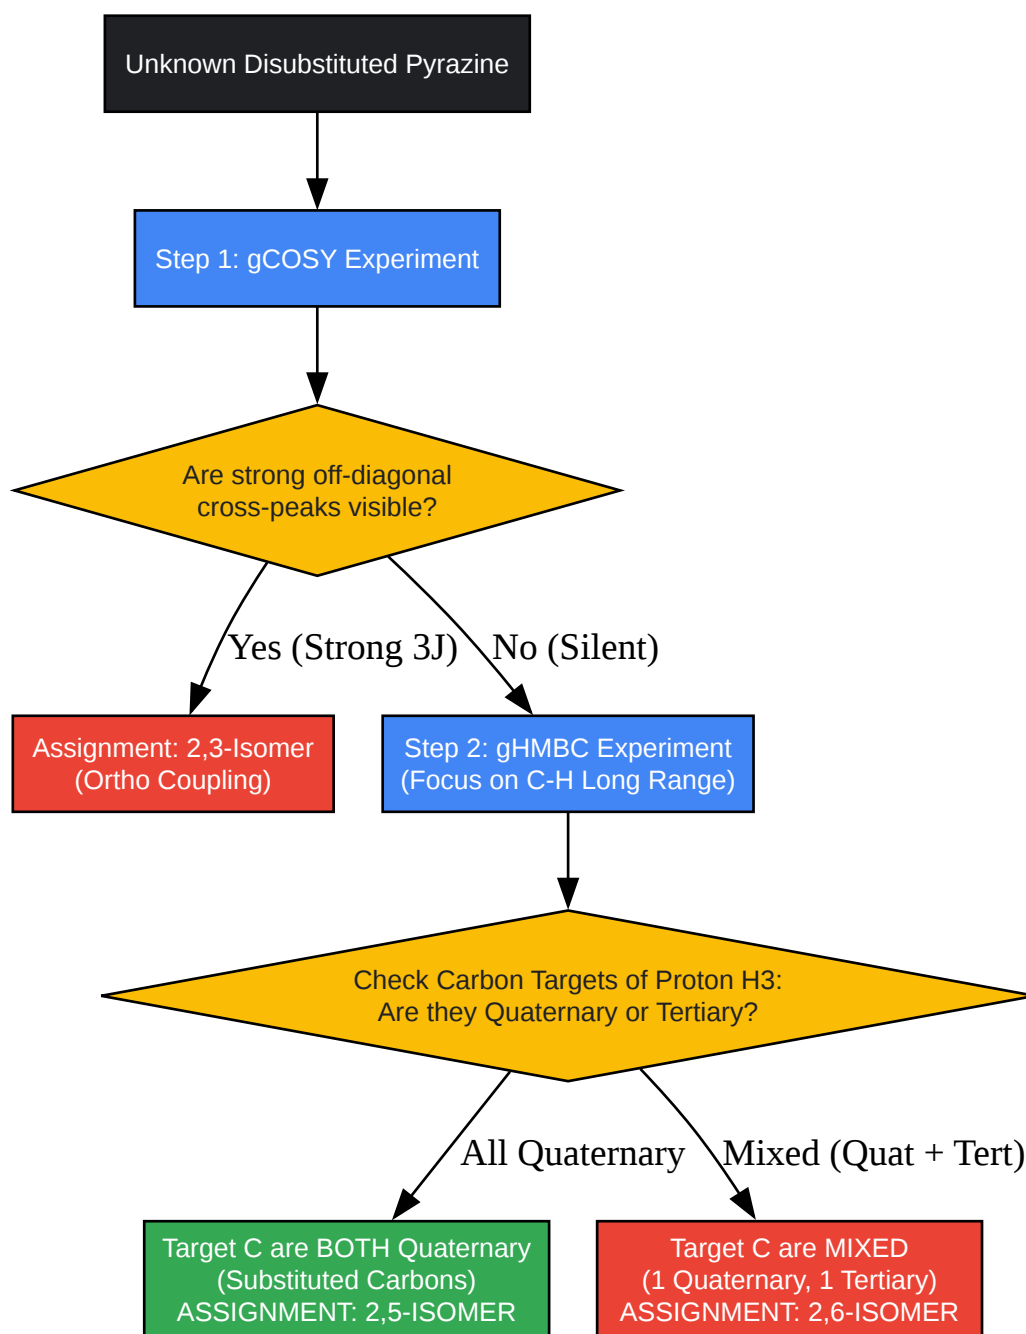 Unknown Disubstituted Pyrazine
Step 1: gCOSY Experiment
Are strong off-diagonal
cross-peaks visible?
Yes (Strong 3J)
No (Silent)
Assignment: 2,3-Isomer
(Ortho Coupling)
Step 2: gHMBC Experiment
(Focus on C-H Long Range)
Check Carbon Targets of Proton H3:
Are they Quaternary or Tertiary?
All Quaternary
Mixed (Quat + Tert)
Target C are BOTH Quaternary
(Substituted Carbons)
ASSIGNMENT: 2,5-ISOMER
Target C are MIXED
(1 Quaternary, 1 Tertiary)
ASSIGNMENT: 2,6-ISOMER